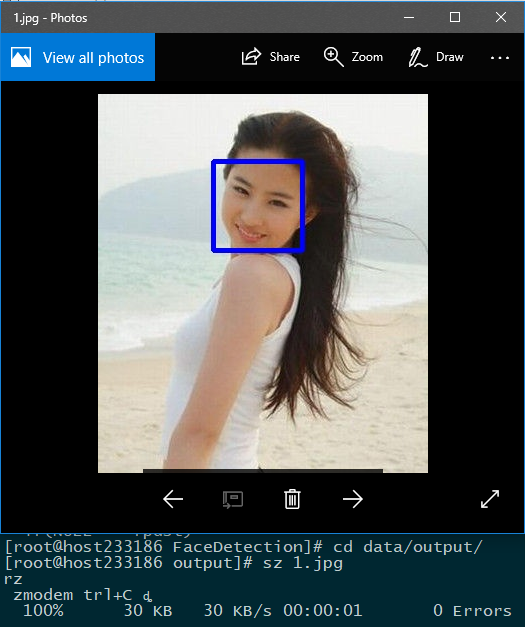 1.jpg - Photos
View all photos
Share
Zoom
Draw
[root@host233186 FaceDetection]# cd data/output/
[root@host233186 output]# sz 1.jpg
rz
zmodem trl+C ȡ
100% 30 KB 30 KB/s 00:00:01 0 Errors